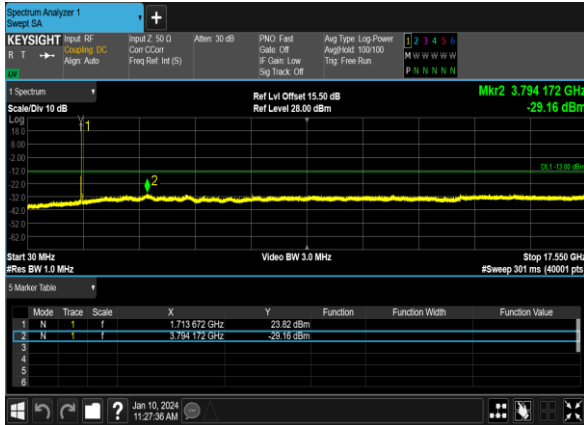 Spectrum Analyzer 1
Swept SA
KEYSIGHT Input: RF Input Z: 50 Ω Atten: 30 dB PNO: Fast Avg Type: Log-Power 1 2 3 4 5 6
R T Coupling: DC Corr CCorr Gate: Off Avg|Hold: 100/100 M W W W W W
Align: Auto Freq Ref: Int (S) IF Gain: Low Trig: Free Run
Sig Track: Off P N N N N N
1 Spectrum Ref Lvl Offset 15.50 dB Mkr2 3.794 172 GHz
Scale/Div 10 dB Ref Level 28.00 dBm -29.16 dBm
Log
18.0
8.00
-2.00
-12.0
-22.0
-32.0
-42.0
-52.0
-62.0
1
2
DL1 -13.00 dBm
Start 30 MHz Video BW 3.0 MHz Stop 17.550 GHz
#Res BW 1.0 MHz #Sweep 301 ms (40001 pts
5 Marker Table
Mode Trace Scale X Y Function Function Width Function Value
1 N 1 f 1.713 672 GHz 23.82 dBm
2 N 1 f 3.794 172 GHz -29.16 dBm
3
4
5
6
? Jan 10, 2024
11:27:36 AM